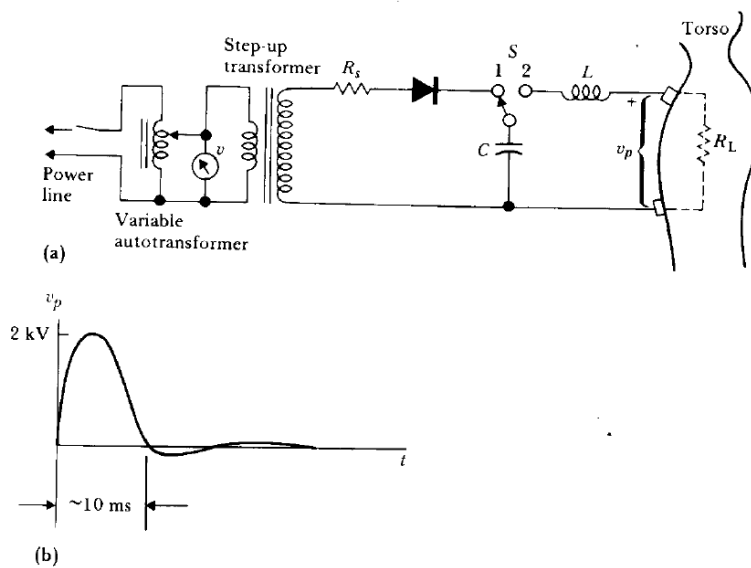 Torso
Step-up
transformer
R_s
S
1 2
L
+
v
C
v_p
R_L
Power
line
Variable
autotransformer
(a)
v_p
2 kV
t
~10 ms
(b)